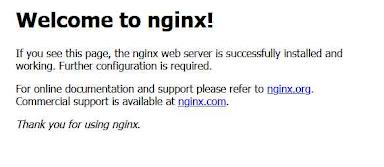 Welcome to nginx!
If you see this page, the nginx web server is successfully installed and
working. Further configuration is required.
For online documentation and support please refer to nginx.org.
Commercial support is available at nginx.com.
Thank you for using nginx.